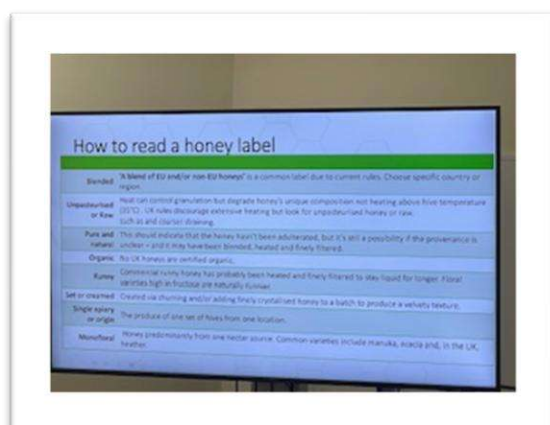 How to read a honey label
Blended 'A blend of EU and/or non-EU honeys' is a common label due to current rules. Choose specific country or
region.
Unpasteurised Heat can control granulation but degrade honey's unique composition not heating above hive temperature
or Raw (35°C). UK rules discourage extensive heating but look for unpasteurised honey or raw.
such as and courser straining.
Pure and This should indicate that the honey hasn't been adulterated, but it's still a possibility if the provenance is
natural unclear – and it may have been blended, heated and finely filtered.
Organic No UK honeys are certified organic.
Runny Commercial runny honey has probably been heated and finely filtered to stay liquid for longer. Floral
varieties high in fructose are naturally runnier.
Set or creamed Created via churning and/or adding finely crystallised honey to a batch to produce a velvety texture.
Single apiary The produce of one set of hives from one location.
or origin
Monofloral Honey predominantly from one nectar source. Common varieties include manuka, acacia and, in the UK,
heather.